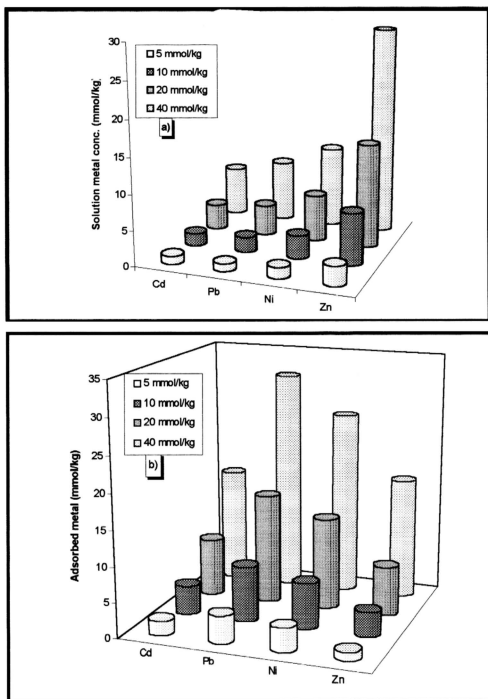 30
25
20
15
10
5
0
Solution metal conc. (mmol/kg)
5 mmol/kg
10 mmol/kg
20 mmol/kg
40 mmol/kg
a)
Cd
Pb
Ni
Zn
35
30
25
20
15
10
5
0
Adsorbed metal (mmol/kg)
5 mmol/kg
10 mmol/kg
20 mmol/kg
40 mmol/kg
b)
Cd
Pb
Ni
Zn